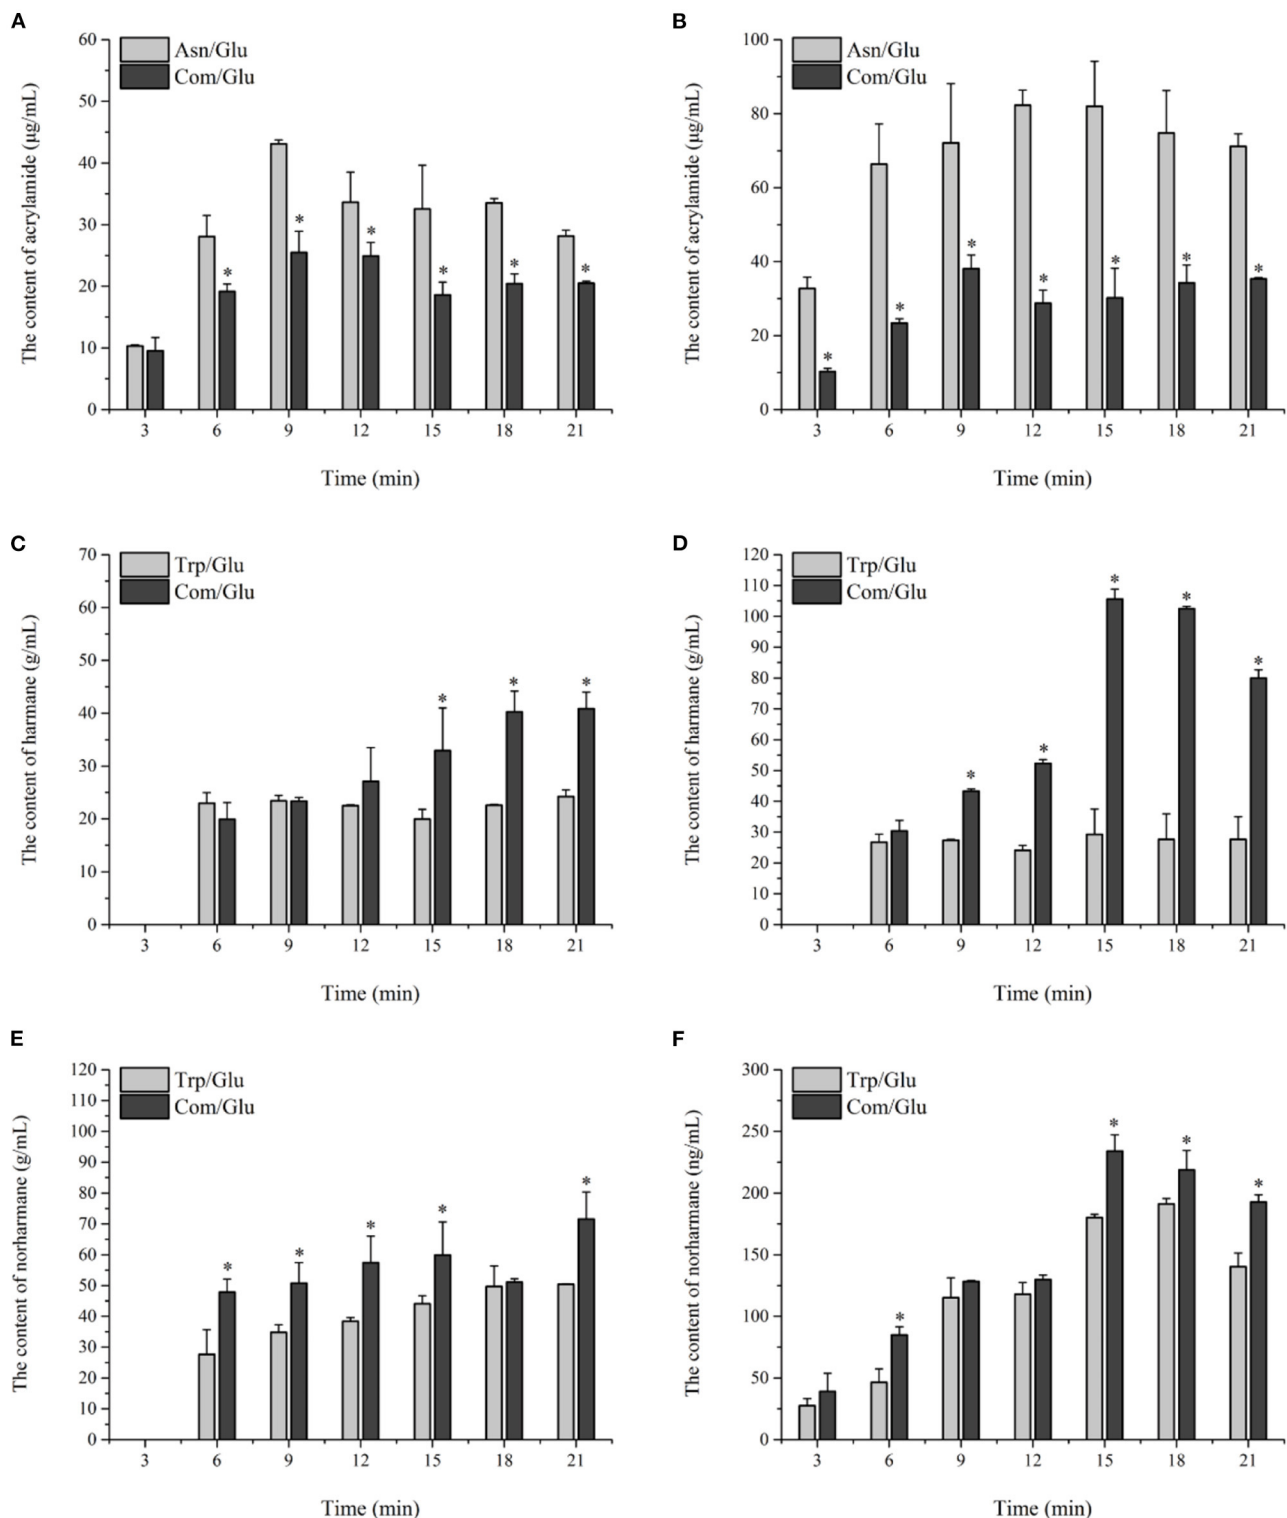 A
Asn/Glu
Com/Glu
The content of acrylamide (μg/mL)
60
50
40
30
20
10
0
3 6 9 12 15 18 21
* * * * * *
Time (min)
B
Asn/Glu
Com/Glu
The content of acrylamide (μg/mL)
100
80
60
40
20
0
3 6 9 12 15 18 21
* * * * * * *
Time (min)
C
Trp/Glu
Com/Glu
The content of harmane (g/mL)
70
60
50
40
30
20
10
0
3 6 9 12 15 18 21
* * *
Time (min)
D
Trp/Glu
Com/Glu
The content of harmane (g/mL)
120
110
100
90
80
70
60
50
40
30
20
10
0
3 6 9 12 15 18 21
* * * * *
Time (min)
E
Trp/Glu
Com/Glu
The content of norharmane (g/mL)
120
110
100
90
80
70
60
50
40
30
20
10
0
3 6 9 12 15 18 21
* * * * *
Time (min)
F
Trp/Glu
Com/Glu
The content of norharmane (ng/mL)
300
250
200
150
100
50
0
3 6 9 12 15 18 21
* * * *
Time (min)